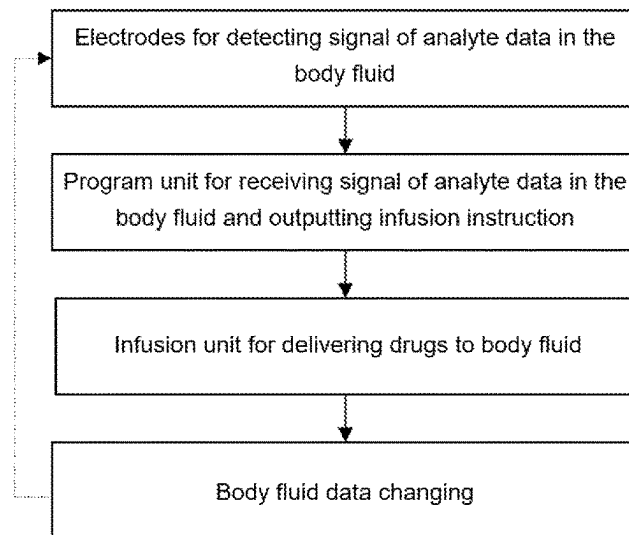 Electrodes for detecting signal of analyte data in the
body fluid
Program unit for receiving signal of analyte data in the
body fluid and outputting infusion instruction
Infusion unit for delivering drugs to body fluid
Body fluid data changing